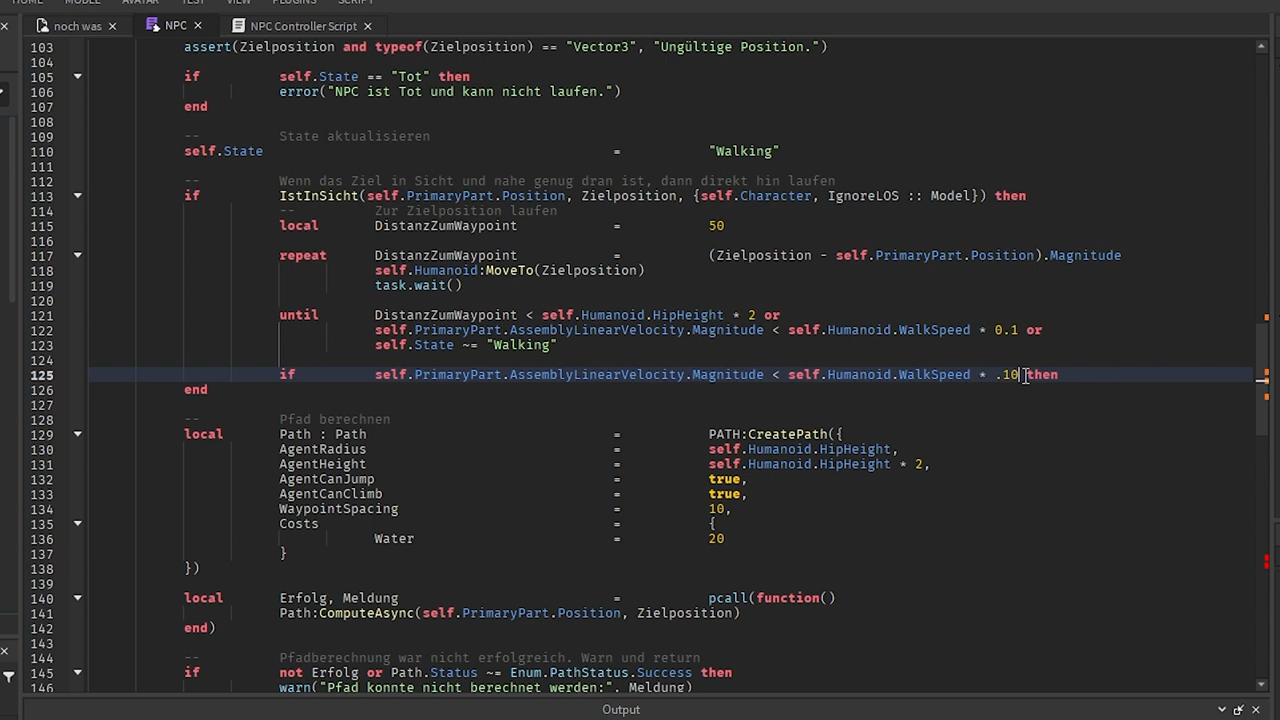 HOME MODEL AVATAR TEST VIEW PLUGINS SCRIPT
noch was NPC NPC Controller Script
103 assert(Zielposition and typeof(Zielposition) == "Vector3", "Ungültige Position.")
104
105 if self.State == "Tot" then
106 error("NPC ist Tot und kann nicht laufen.")
107 end
108
109 -- State aktualisieren
110 self.State = "Walking"
111
112 -- Wenn das Ziel in Sicht und nahe genug dran ist, dann direkt hin laufen
113 if IstInSicht(self.PrimaryPart.Position, Zielposition, {self.Character, IgnoreLOS :: Model}) then
114 -- Zur Zielposition laufen
115 local DistanzZumWaypoint = 50
116
117 repeat DistanzZumWaypoint = (Zielposition - self.PrimaryPart.Position).Magnitude
118 self.Humanoid:MoveTo(Zielposition)
119 task.wait()
120
121 until DistanzZumWaypoint < self.Humanoid.HipHeight * 2 or
122 self.PrimaryPart.AssemblyLinearVelocity.Magnitude < self.Humanoid.WalkSpeed * 0.1 or
123 self.State ~= "Walking"
124
125 if self.PrimaryPart.AssemblyLinearVelocity.Magnitude < self.Humanoid.WalkSpeed * .10 then
126 end
127
128 -- Pfad berechnen
129 local Path : Path = PATH:CreatePath({
130 AgentRadius = self.Humanoid.HipHeight,
131 AgentHeight = self.Humanoid.HipHeight * 2,
132 AgentCanJump = true,
133 AgentCanClimb = true,
134 WaypointSpacing = 10,
135 Costs = {
136 Water = 20
137 }
138 })
139
140 local Erfolg, Meldung = pcall(function()
141 Path:ComputeAsync(self.PrimaryPart.Position, Zielposition)
142 end)
143
144 -- Pfadberechnung war nicht erfolgreich. Warn und return
145 if not Erfolg or Path.Status ~= Enum.PathStatus.Success then
146 warn("Pfad konnte nicht berechnet werden:", Meldung)
Output